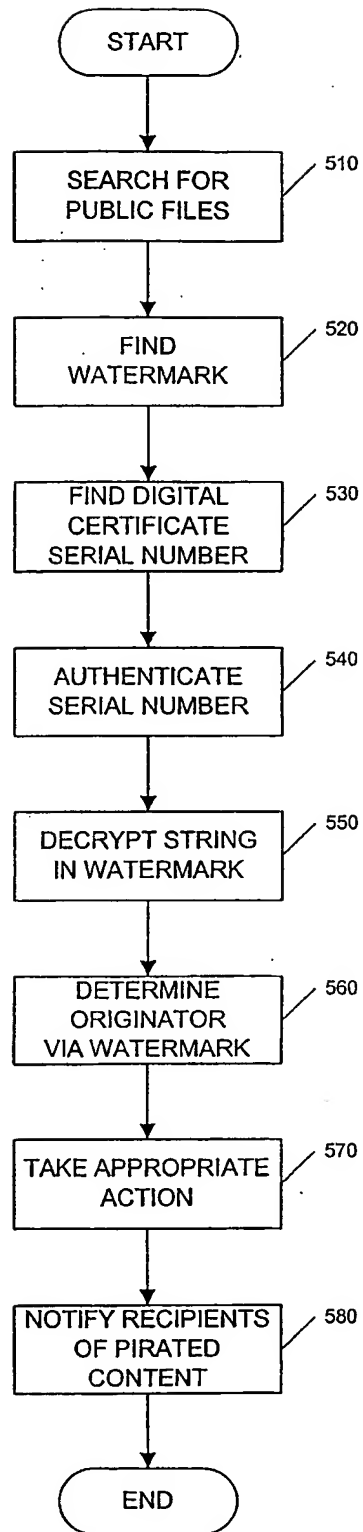 START
510
SEARCH FOR
PUBLIC FILES
520
FIND
WATERMARK
530
FIND DIGITAL
CERTIFICATE
SERIAL NUMBER
540
AUTHENTICATE
SERIAL NUMBER
550
DECRYPT STRING
IN WATERMARK
560
DETERMINE
ORIGINATOR
VIA WATERMARK
570
TAKE APPROPRIATE
ACTION
580
NOTIFY RECIPIENTS
OF PIRATED
CONTENT
END